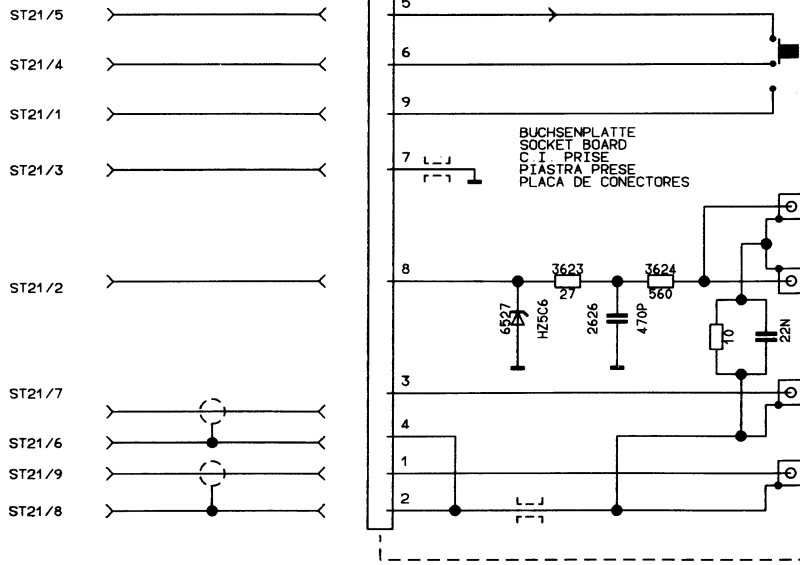 ST21/5
5
ST21/4
6
ST21/1
9
BUCHSENPLATTE
SOCKET BOARD
C.I. PRISE
PIASTRA PRESE
PLACA DE CONECTORES
ST21/3
7
ST21/2
8
3623
27
3624
560
6527
HZ5C6
2626
470P
10
22N
ST21/7
3
ST21/6
4
ST21/9
1
ST21/8
2